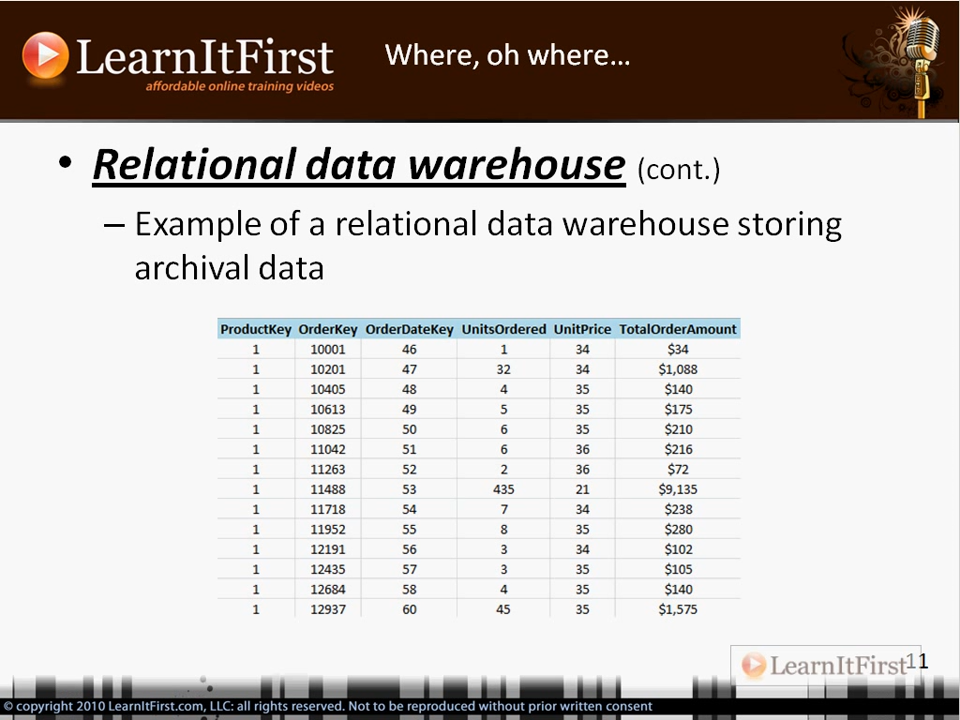 LearnItFirst
affordable online training videos
Where, oh where…
• Relational data warehouse (cont.)
– Example of a relational data warehouse storing
archival data
ProductKey OrderKey OrderDateKey UnitsOrdered UnitPrice TotalOrderAmount
1 10001 46 1 34 $34
1 10201 47 32 34 $1,088
1 10405 48 4 35 $140
1 10613 49 5 35 $175
1 10825 50 6 35 $210
1 11042 51 6 36 $216
1 11263 52 2 36 $72
1 11488 53 435 21 $9,135
1 11718 54 7 34 $238
1 11952 55 8 35 $280
1 12191 56 3 34 $102
1 12435 57 3 35 $105
1 12684 58 4 35 $140
1 12937 60 45 35 $1,575
LearnItFirst
11
© copyright 2010 LearnItFirst.com, LLC: all rights reserved. Not to be reproduced without prior written consent